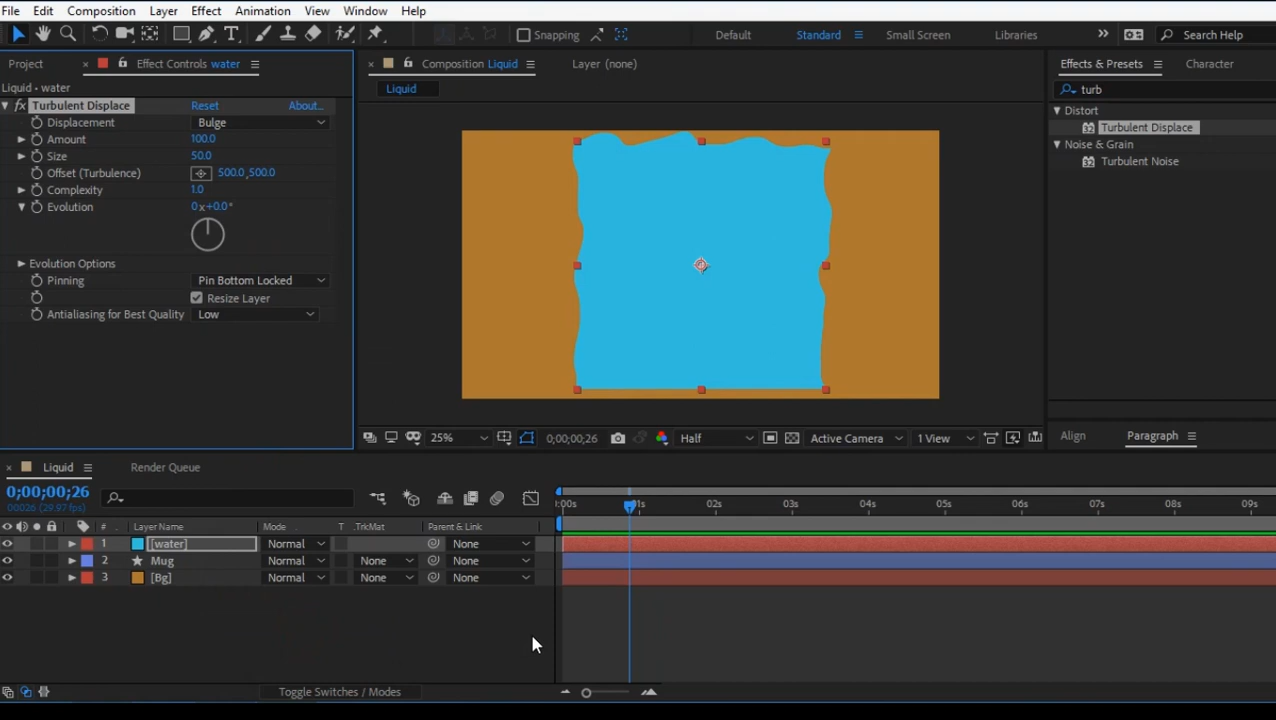 File Edit Composition Layer Effect Animation View Window Help
Snapping Default Standard Small Screen Libraries Search Help
Project Effect Controls water Composition Liquid Layer (none) Effects & Presets Character
Liquid • water Liquid turb
fx Turbulent Displace Reset About... Distort
Displacement Bulge Turbulent Displace
Amount 100.0 Noise & Grain
Size 50.0 Turbulent Noise
Offset (Turbulence) 500.0,500.0
Complexity 1.0
Evolution 0x+0.0°
Evolution Options
Pinning Pin Bottom Locked
Resize Layer
Antialiasing for Best Quality Low
25% 0;00;00;26 Half Active Camera 1 View Align Paragraph
Liquid Render Queue
0;00;00;26
00026 (29.97 fps) :00s 01s 02s 03s 04s 05s 06s 07s 08s 09s
# Layer Name Mode T .TrkMat Parent & Link
1 [water] Normal None
2 Mug Normal None None
3 [Bg] Normal None None
Toggle Switches / Modes